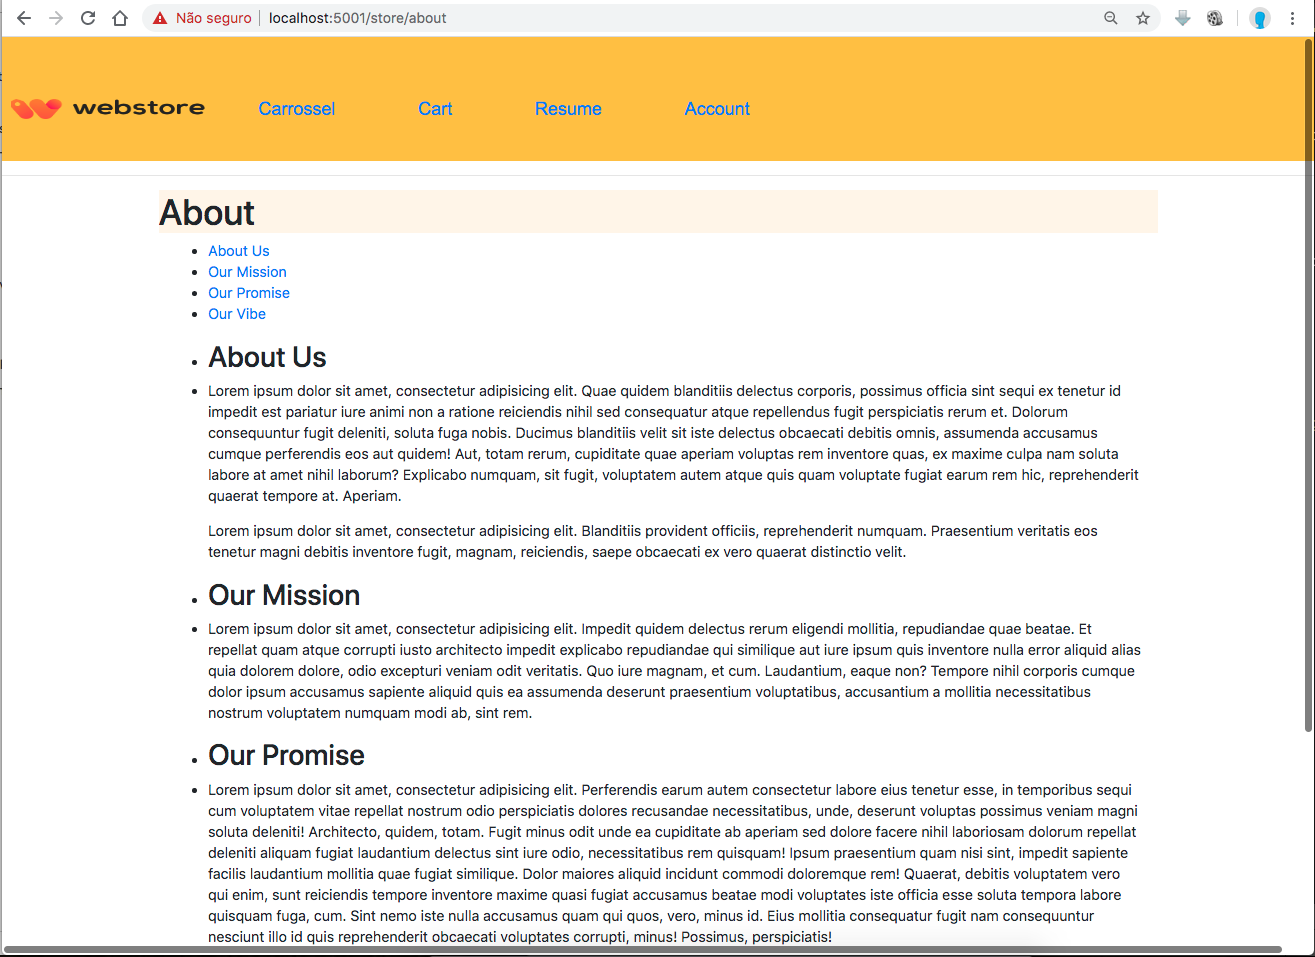 Não seguro localhost:5001/store/about
webstore Carrossel Cart Resume Account
About
About Us
Our Mission
Our Promise
Our Vibe
About Us
Lorem ipsum dolor sit amet, consectetur adipisicing elit. Quae quidem blanditiis delectus corporis, possimus officia sint sequi ex tenetur id
impedit est pariatur iure animi non a ratione reiciendis nihil sed consequatur atque repellendus fugit perspiciatis rerum et. Dolorum
consequuntur fugit deleniti, soluta fuga nobis. Ducimus blanditiis velit sit iste delectus obcaecati debitis omnis, assumenda accusamus
cumque perferendis eos aut quidem! Aut, totam rerum, cupiditate quae aperiam voluptas rem inventore quas, ex maxime culpa nam soluta
labore at amet nihil laborum? Explicabo numquam, sit fugit, voluptatem autem atque quis quam voluptate fugiat earum rem hic, reprehenderit
quaerat tempore at. Aperiam.
Lorem ipsum dolor sit amet, consectetur adipisicing elit. Blanditiis provident officiis, reprehenderit numquam. Praesentium veritatis eos
tenetur magni debitis inventore fugit, magnam, reiciendis, saepe obcaecati ex vero quaerat distinctio velit.
Our Mission
Lorem ipsum dolor sit amet, consectetur adipisicing elit. Impedit quidem delectus rerum eligendi mollitia, repudiandae quae beatae. Et
repellat quam atque corrupti iusto architecto impedit explicabo repudiandae qui similique aut iure ipsum quis inventore nulla error aliquid alias
quia dolorem dolore, odio excepturi veniam odit veritatis. Quo iure magnam, et cum. Laudantium, eaque non? Tempore nihil corporis cumque
dolor ipsum accusamus sapiente aliquid quis ea assumenda deserunt praesentium voluptatibus, accusantium a mollitia necessitatibus
nostrum voluptatem numquam modi ab, sint rem.
Our Promise
Lorem ipsum dolor sit amet, consectetur adipisicing elit. Perferendis earum autem consectetur labore eius tenetur esse, in temporibus sequi
cum voluptatem vitae repellat nostrum odio perspiciatis dolores recusandae necessitatibus, unde, deserunt voluptas possimus veniam magni
soluta deleniti! Architecto, quidem, totam. Fugit minus odit unde ea cupiditate ab aperiam sed dolore facere nihil laboriosam dolorum repellat
deleniti aliquam fugiat laudantium delectus sint iure odio, necessitatibus rem quisquam! Ipsum praesentium quam nisi sint, impedit sapiente
facilis laudantium mollitia quae fugiat similique. Dolor maiores aliquid incidunt commodi doloremque rem! Quaerat, debitis voluptatem vero
qui enim, sunt reiciendis tempore inventore maxime quasi fugiat accusamus beatae modi voluptates iste officia esse soluta tempora labore
quisquam fuga, cum. Sint nemo iste nulla accusamus quam qui quos, vero, minus id. Eius mollitia consequatur fugit nam consequuntur
nesciunt illo id quis reprehenderit obcaecati voluptates corrupti, minus! Possimus, perspiciatis!